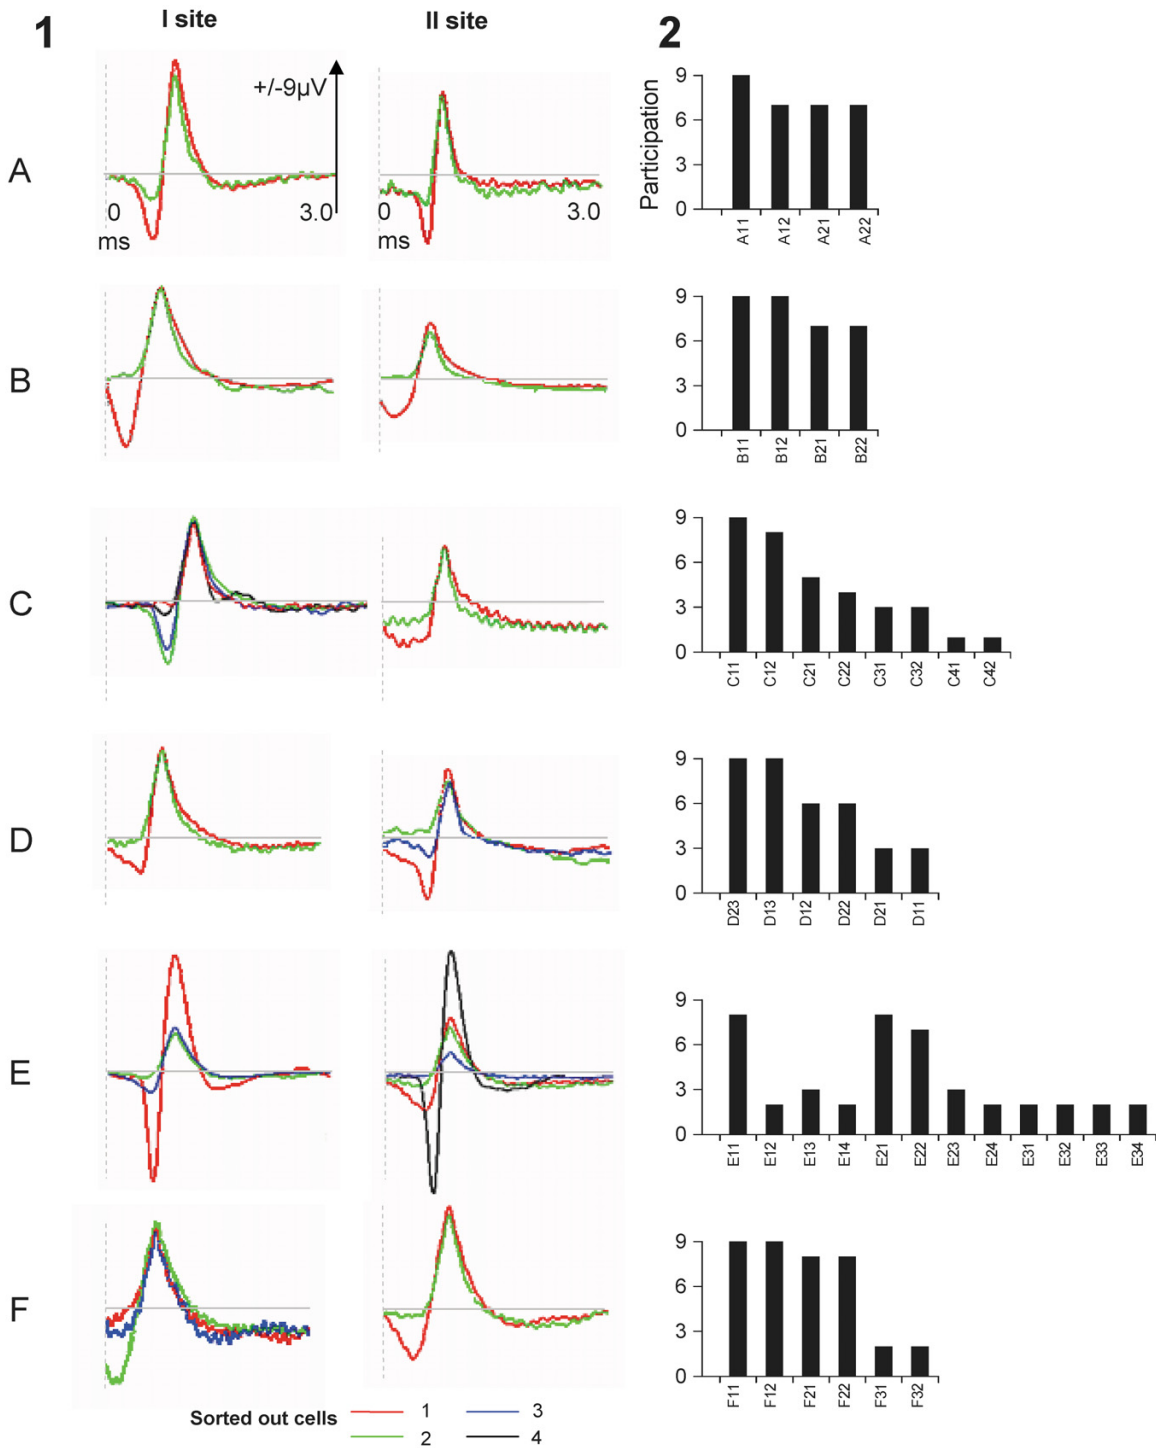 1
I site
II site
2
A
+/-9µV
0
3.0
ms
0
3.0
ms
Participation
9
6
3
0
A11
A12
A21
A22
B
9
6
3
0
B11
B12
B21
B22
C
9
6
3
0
C11
C12
C21
C22
C31
C32
C41
C42
D
9
6
3
0
D23
D13
D12
D22
D21
D11
E
9
6
3
0
E11
E12
E13
E14
E21
E22
E23
E24
E31
E32
E33
E34
F
9
6
3
0
F11
F12
F21
F22
F31
F32
Sorted out cells
1
3
2
4